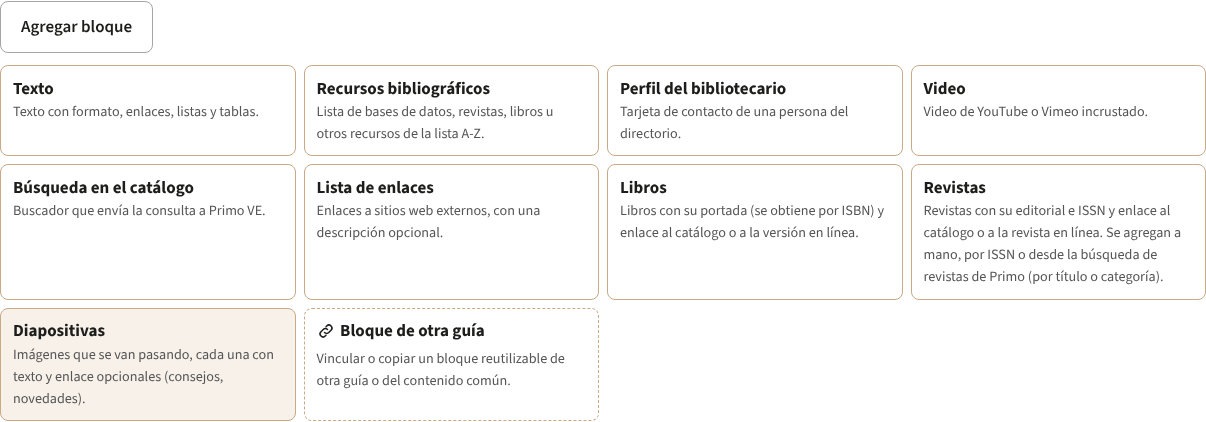 Agregar bloque
Texto
Texto con formato, enlaces, listas y tablas.
Recursos bibliográficos
Lista de bases de datos, revistas, libros u
otros recursos de la lista A-Z.
Perfil del bibliotecario
Tarjeta de contacto de una persona del
directorio.
Video
Video de YouTube o Vimeo incrustado.
Búsqueda en el catálogo
Buscador que envía la consulta a Primo VE.
Lista de enlaces
Enlaces a sitios web externos, con una
descripción opcional.
Libros
Libros con su portada (se obtiene por ISBN) y
enlace al catálogo o a la versión en línea.
Revistas
Revistas con su editorial e ISSN y enlace al
catálogo o a la revista en línea. Se agregan a
mano, por ISSN o desde la búsqueda de
revistas de Primo (por título o categoría).
Diapositivas
Imágenes que se van pasando, cada una con
texto y enlace opcionales (consejos,
novedades).
Bloque de otra guía
Vincular o copiar un bloque reutilizable de
otra guía o del contenido común.